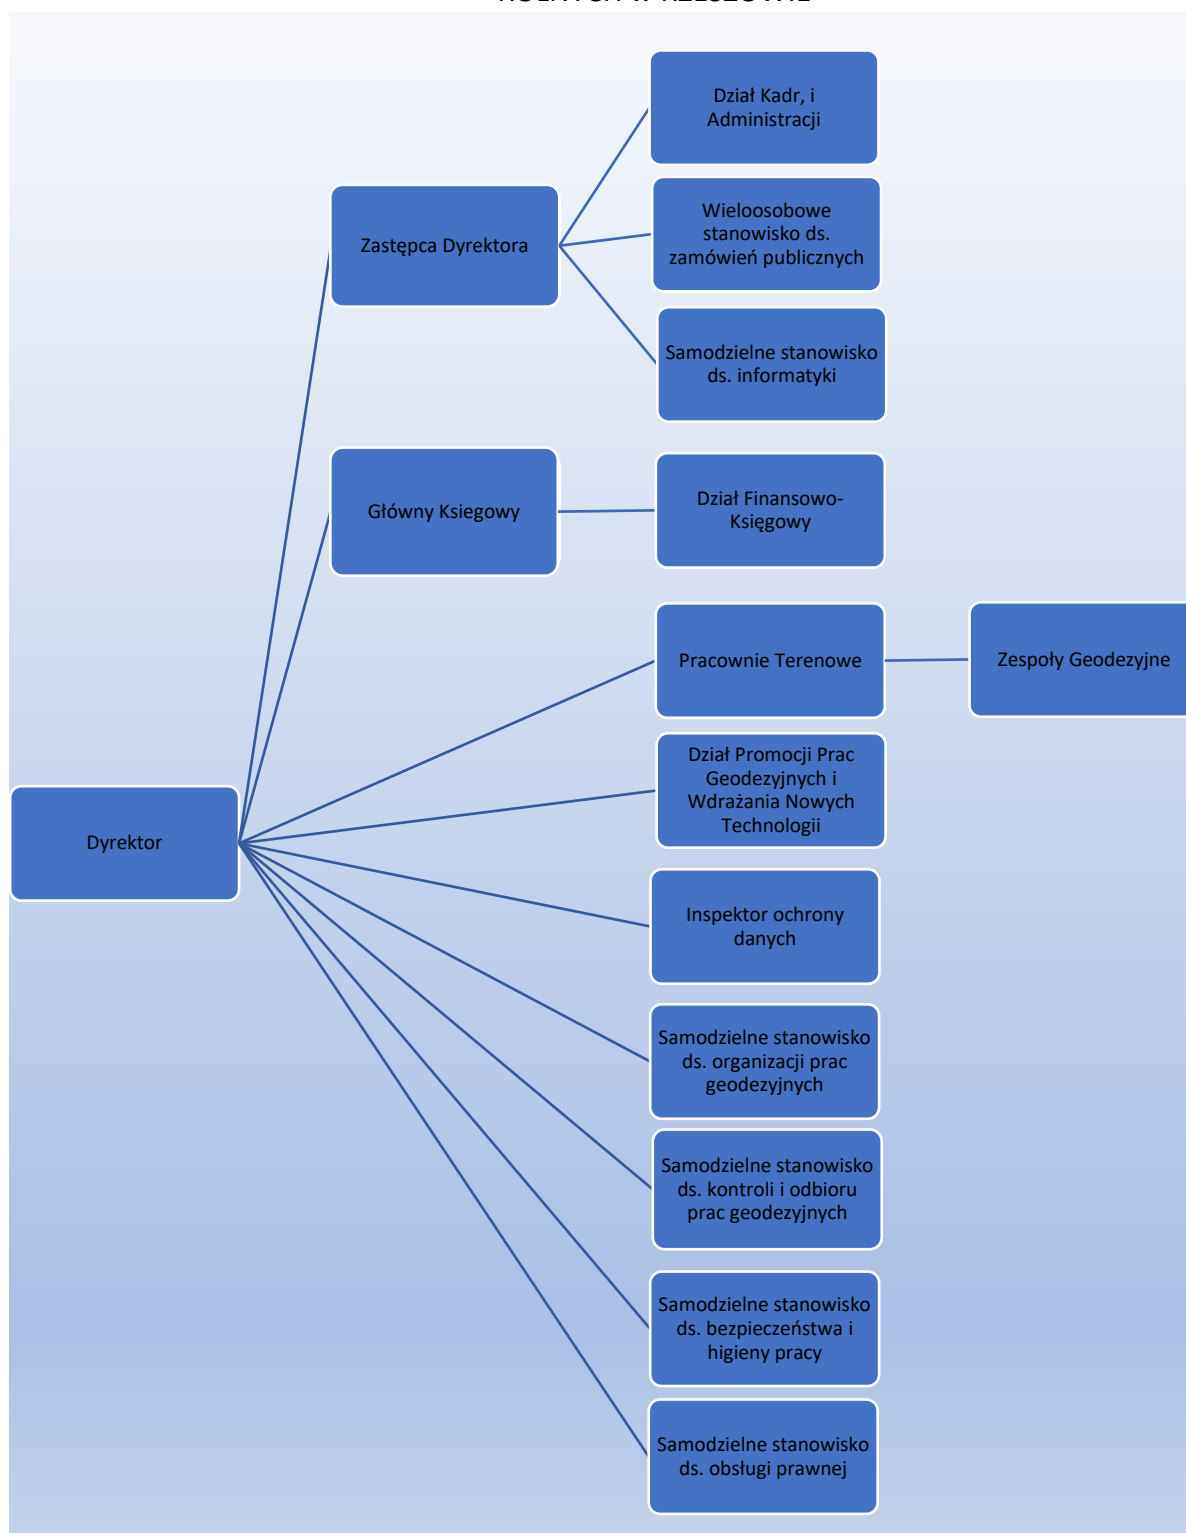 Dział Kadr, i
Administracji
Wieloosobowe
stanowisko ds.
zamówień publicznych
Zastępca Dyrektora
Samodzielne stanowisko
ds. informatyki
Główny Ksiegowy
Dział Finansowo-
Księgowy
Pracownie Terenowe
Zespoły Geodezyjne
Dział Promocji Prac
Geodezyjnych i
Wdrażania Nowych
Technologii
Dyrektor
Inspektor ochrony
danych
Samodzielne stanowisko
ds. organizacji prac
geodezyjnych
Samodzielne stanowisko
ds. kontroli i odbioru
prac geodezyjnych
Samodzielne stanowisko
ds. bezpieczeństwa i
higieny pracy
Samodzielne stanowisko
ds. obsługi prawnej